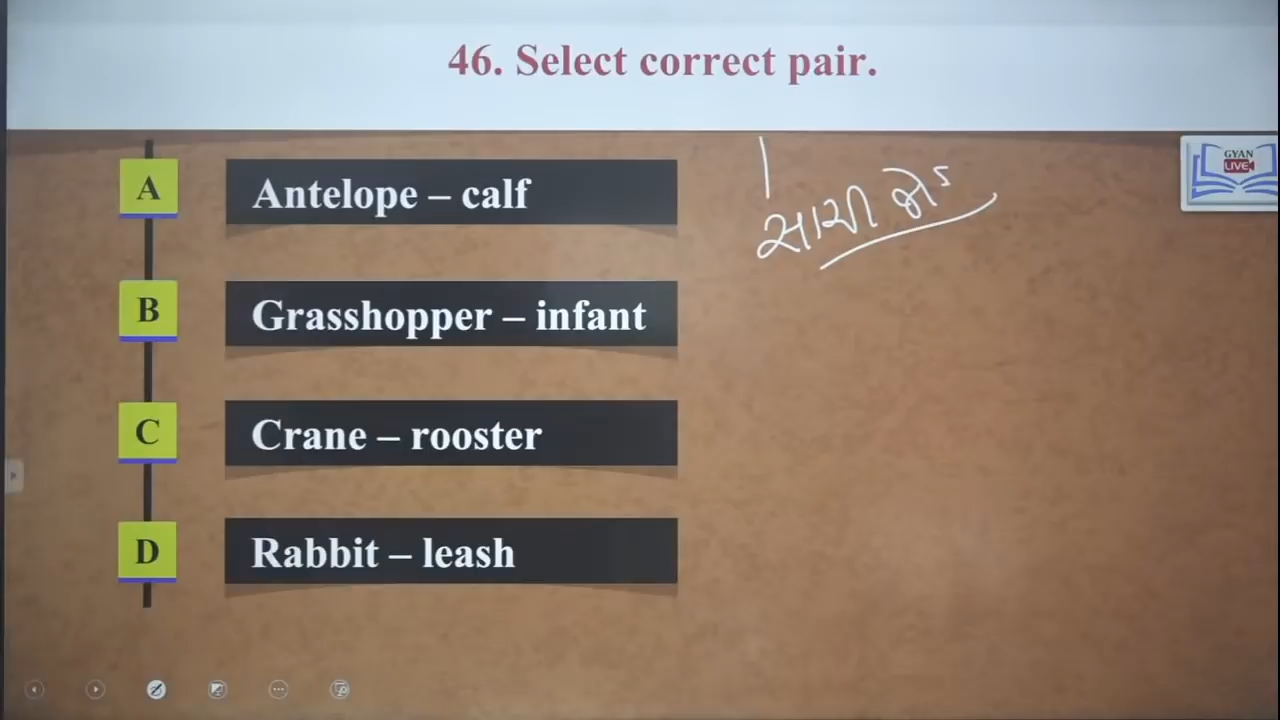 46. Select correct pair.
A Antelope – calf
B Grasshopper – infant
C Crane – rooster
D Rabbit – leash
સાચી જોડ
GYAN
LIVE